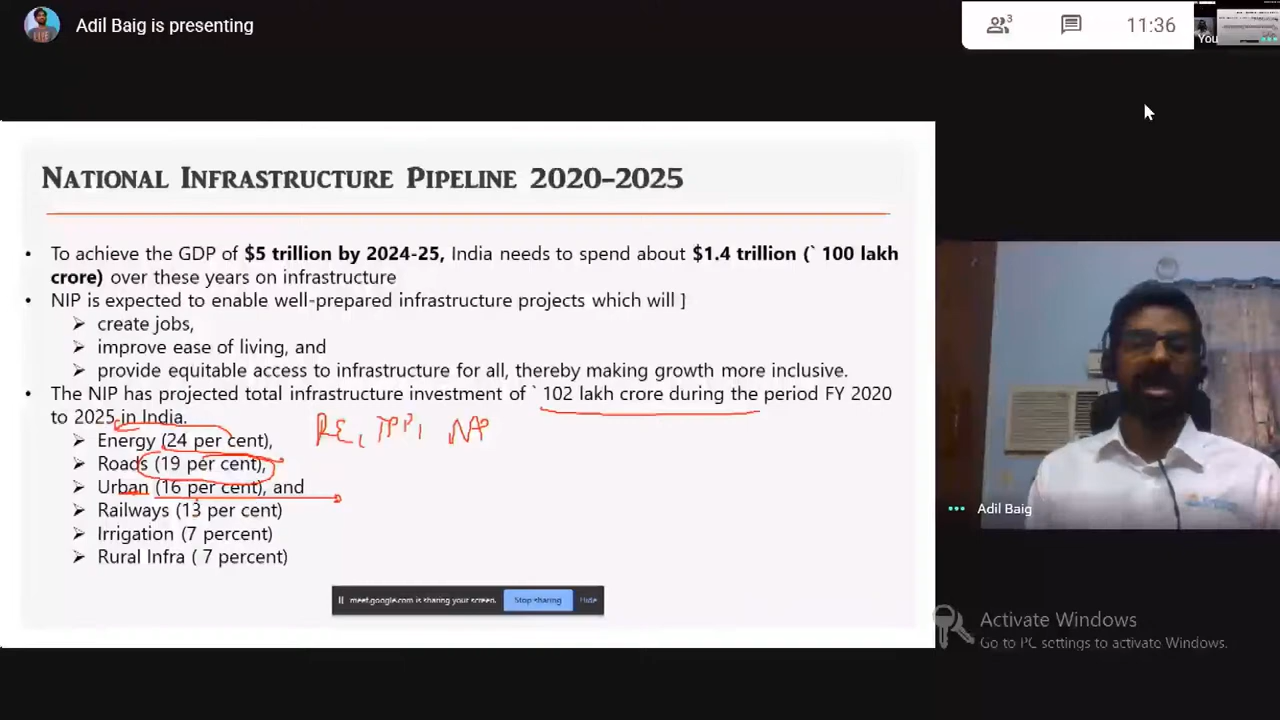 Adil Baig is presenting
3
11:36
You
NATIONAL INFRASTRUCTURE PIPELINE 2020-2025
• To achieve the GDP of $5 trillion by 2024-25, India needs to spend about $1.4 trillion (` 100 lakh
crore) over these years on infrastructure
• NIP is expected to enable well-prepared infrastructure projects which will ]
➤ create jobs,
➤ improve ease of living, and
➤ provide equitable access to infrastructure for all, thereby making growth more inclusive.
• The NIP has projected total infrastructure investment of ` 102 lakh crore during the period FY 2020
to 2025 in India.
➤ Energy (24 per cent),
➤ Roads (19 per cent),
➤ Urban (16 per cent), and
➤ Railways (13 per cent)
➤ Irrigation (7 percent)
➤ Rural Infra ( 7 percent)
meet.google.com is sharing your screen. Stop sharing Hide
Adil Baig
Activate Windows
Go to PC settings to activate Windows.